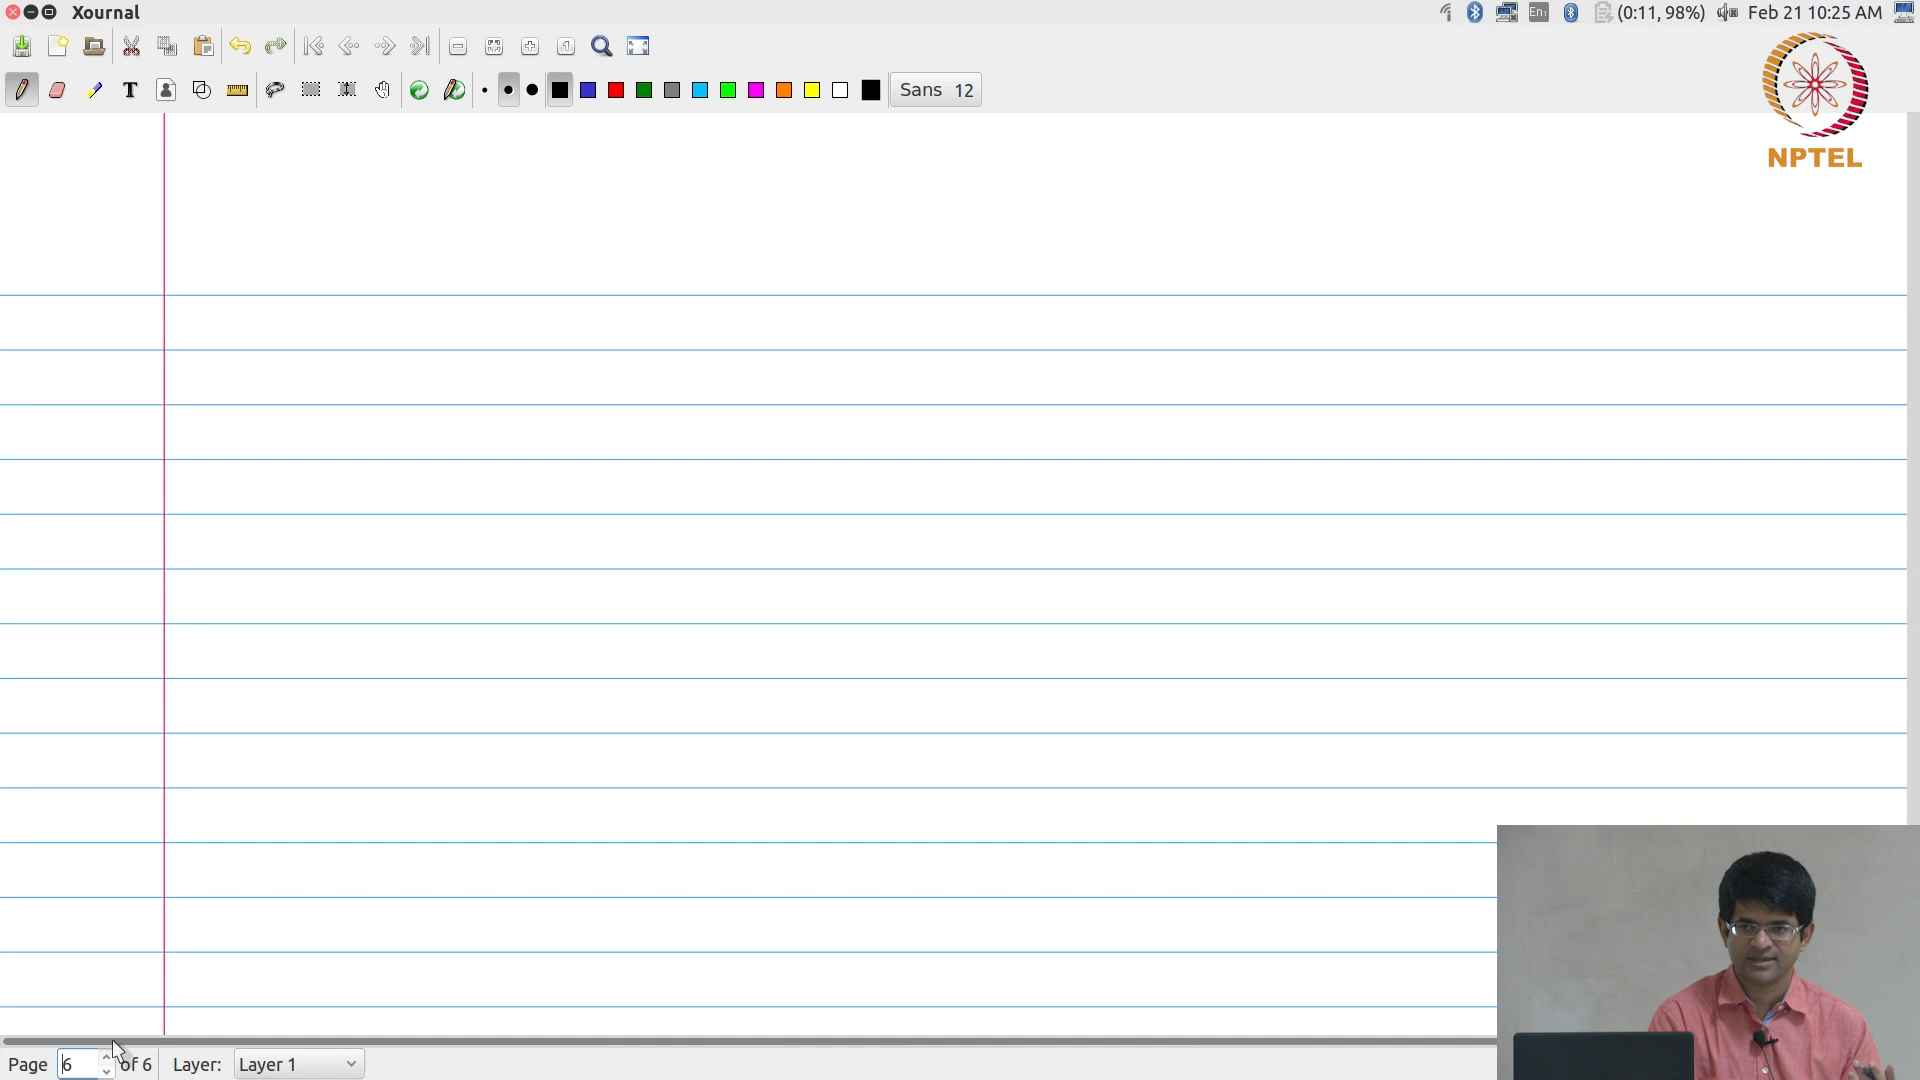 Xournal
En1
(0:11, 98%)
Feb 21 10:25 AM
Sans 12
NPTEL
Page 6 of 6
Layer: Layer 1